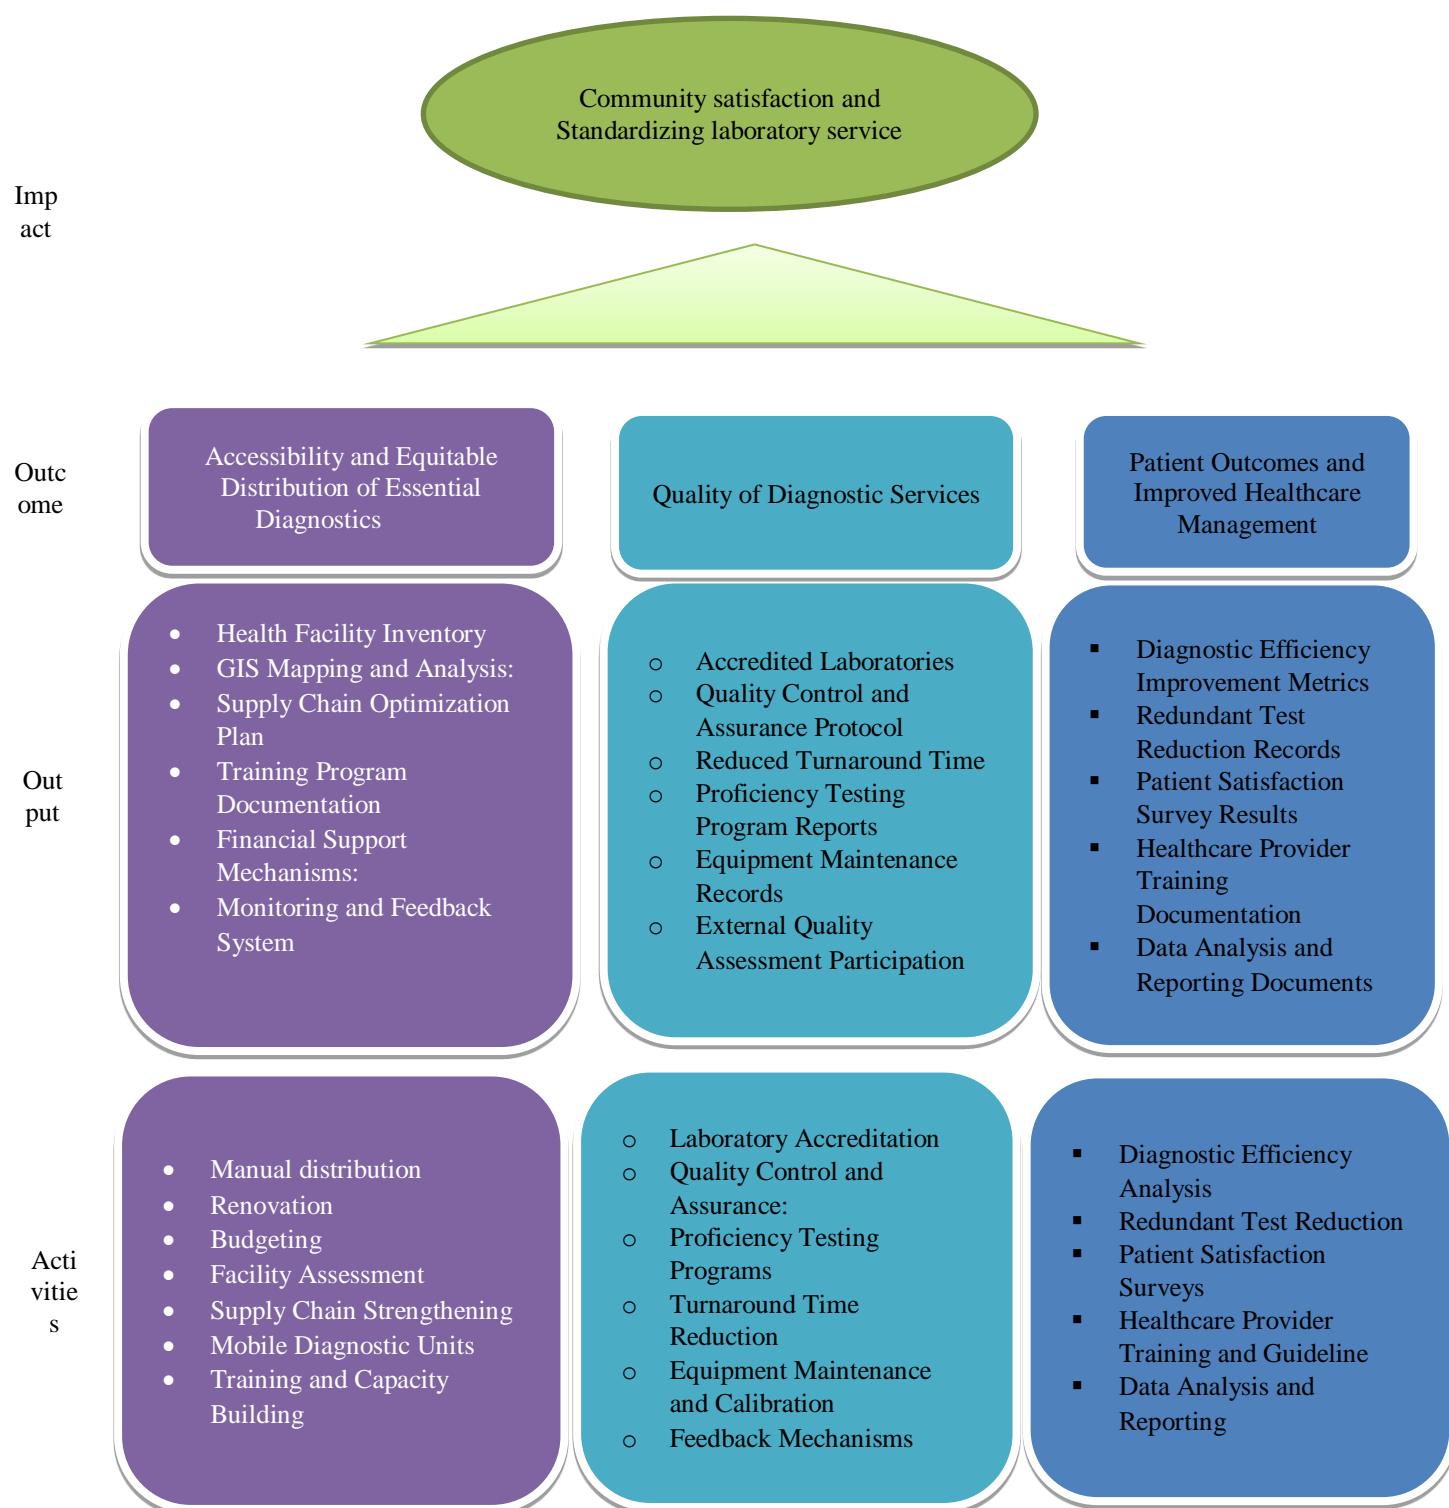 Community satisfaction and
Standardizing laboratory service
Imp
act
Outc
ome
Accessibility and Equitable
Distribution of Essential
Diagnostics
Quality of Diagnostic Services
Patient Outcomes and
Improved Healthcare
Management
Out
put
• Health Facility Inventory
• GIS Mapping and Analysis:
• Supply Chain Optimization
Plan
• Training Program
Documentation
• Financial Support
Mechanisms:
• Monitoring and Feedback
System
o Accredited Laboratories
o Quality Control and
Assurance Protocol
o Reduced Turnaround Time
o Proficiency Testing
Program Reports
o Equipment Maintenance
Records
o External Quality
Assessment Participation
▪ Diagnostic Efficiency
Improvement Metrics
▪ Redundant Test
Reduction Records
▪ Patient Satisfaction
Survey Results
▪ Healthcare Provider
Training
Documentation
▪ Data Analysis and
Reporting Documents
Acti
vitie
s
• Manual distribution
• Renovation
• Budgeting
• Facility Assessment
• Supply Chain Strengthening
• Mobile Diagnostic Units
• Training and Capacity
Building
o Laboratory Accreditation
o Quality Control and
Assurance:
o Proficiency Testing
Programs
o Turnaround Time
Reduction
o Equipment Maintenance
and Calibration
o Feedback Mechanisms
▪ Diagnostic Efficiency
Analysis
▪ Redundant Test Reduction
▪ Patient Satisfaction
Surveys
▪ Healthcare Provider
Training and Guideline
▪ Data Analysis and
Reporting